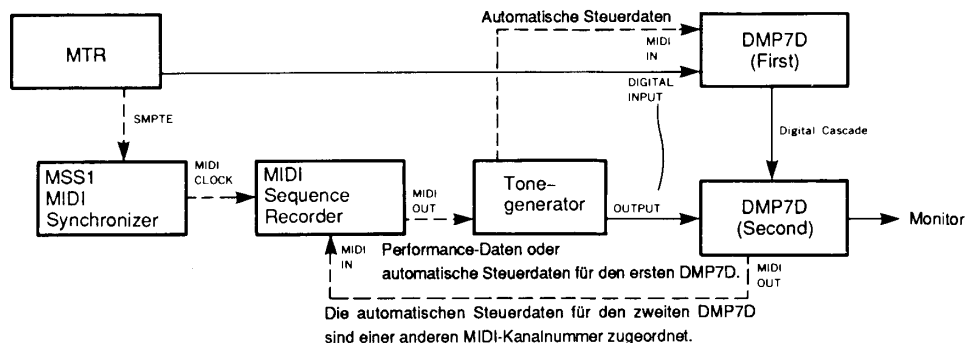 Automatische Steuerdaten
MTR
MIDI
IN
DMP7D
(First)
DIGITAL
INPUT
SMPTE
Digital Cascade
MSS1
MIDI
Synchronizer
MIDI
CLOCK
MIDI
Sequence
Recorder
MIDI
OUT
Tone-
generator
OUTPUT
DMP7D
(Second)
Monitor
MIDI
IN
Performance-Daten oder
automatische Steuerdaten für den ersten DMP7D.
MIDI
OUT
Die automatischen Steuerdaten für den zweiten DMP7D
sind einer anderen MIDI-Kanalnummer zugeordnet.